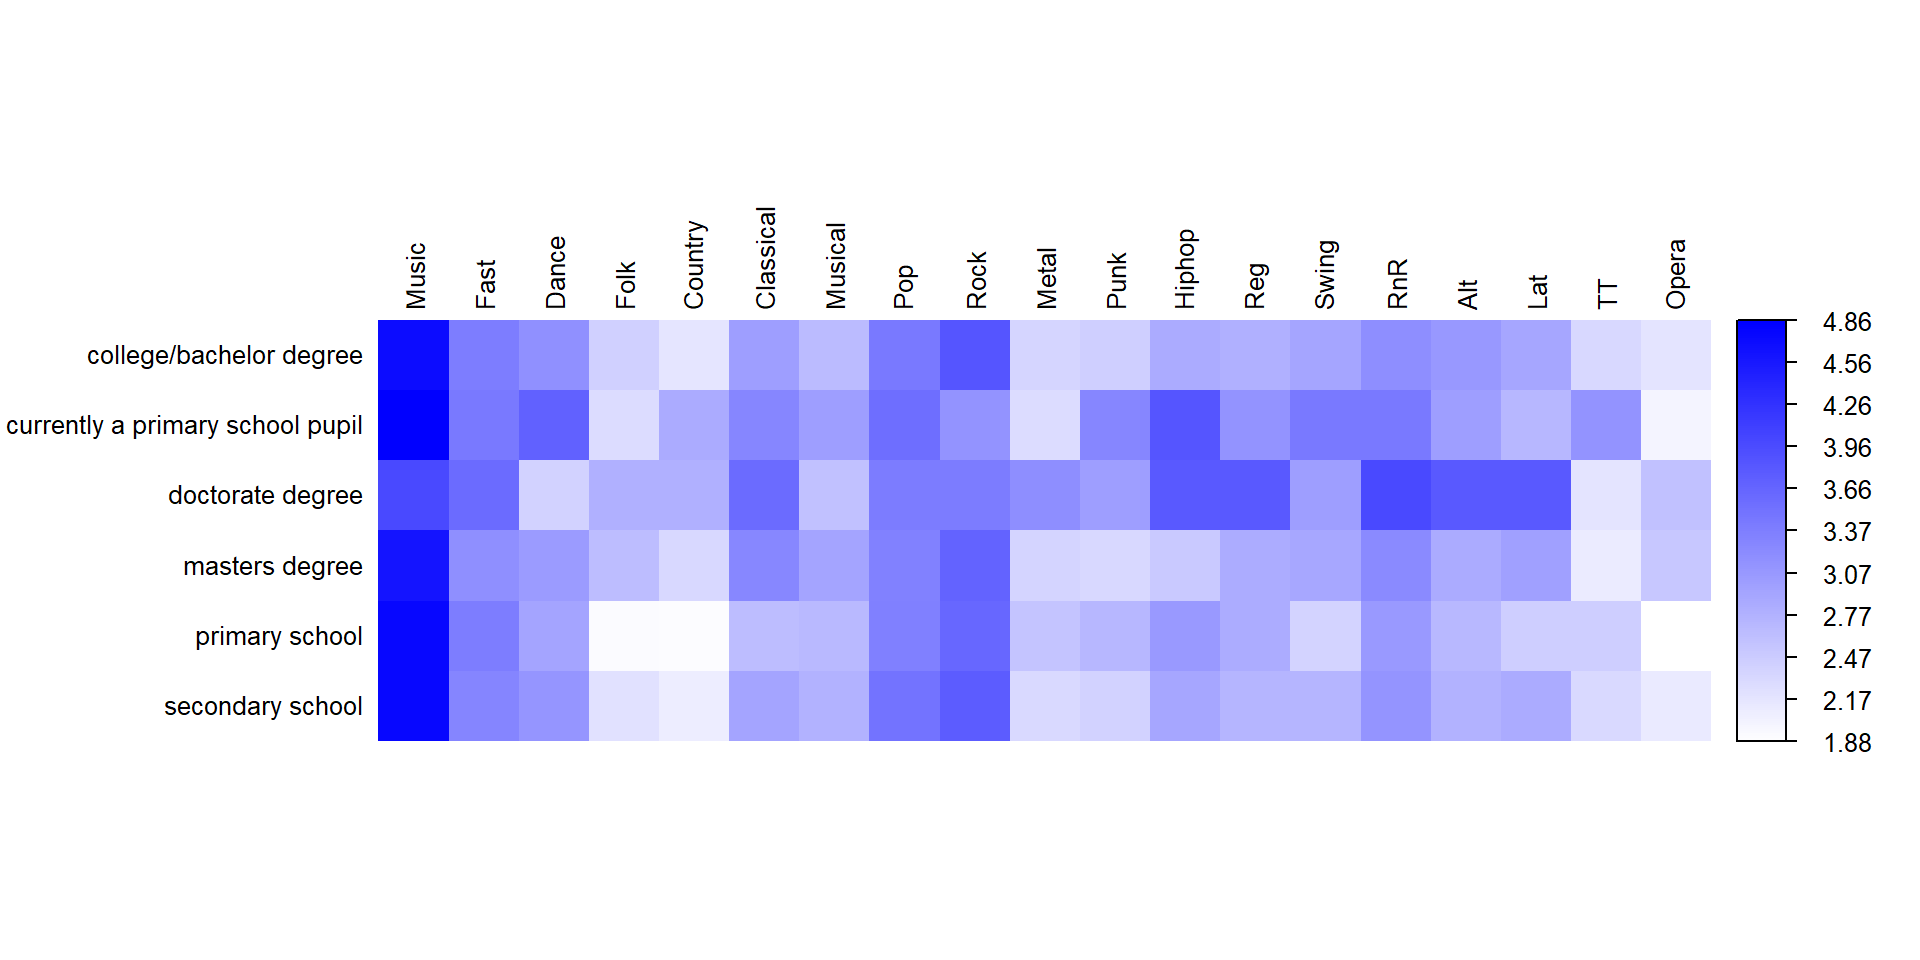 Music
Fast
Dance
Folk
Country
Classical
Musical
Pop
Rock
Metal
Punk
Hiphop
Reg
Swing
RnR
Alt
Lat
TT
Opera
college/bachelor degree
currently a primary school pupil
doctorate degree
masters degree
primary school
secondary school
4.86
4.56
4.26
3.96
3.66
3.37
3.07
2.77
2.47
2.17
1.88